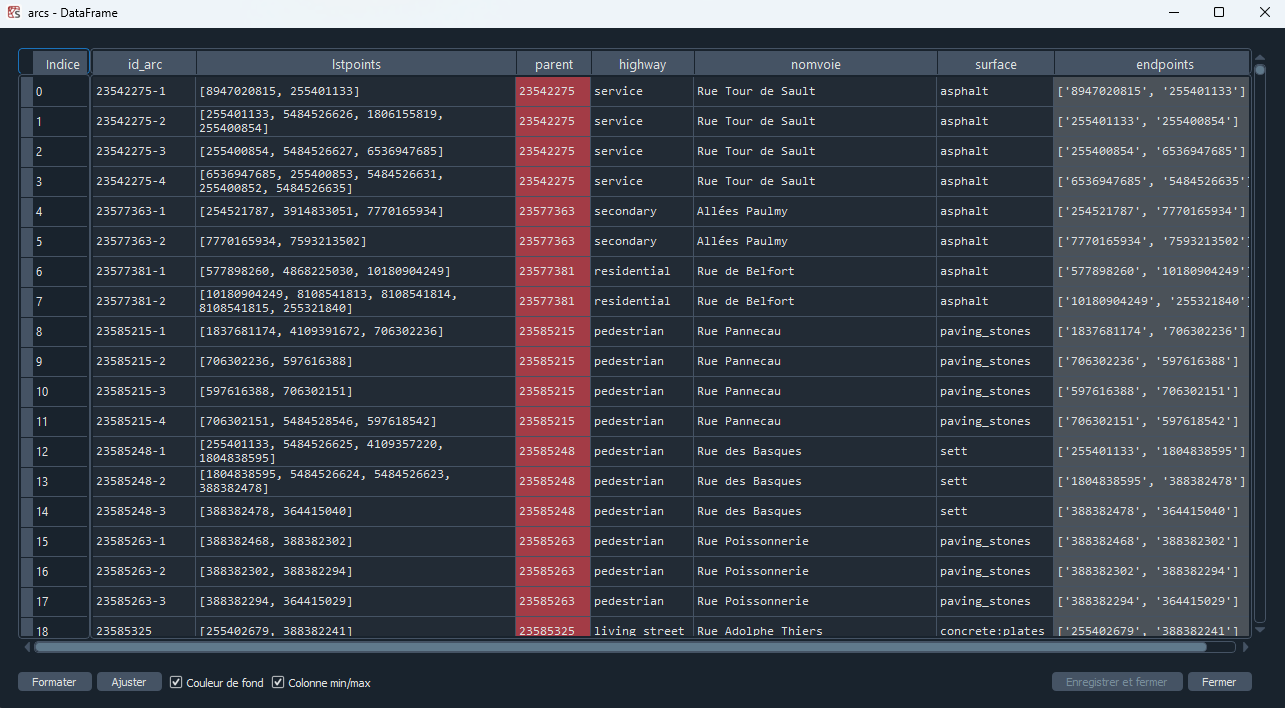 arcs - DataFrame
Indice id_arc lstpoints parent highway nomvoie surface endpoints
0 23542275-1 [8947020815, 255401133] 23542275 service Rue Tour de Sault asphalt ['8947020815', '255401133']
1 23542275-2 [255401133, 5484526626, 1806155819, 255400854] 23542275 service Rue Tour de Sault asphalt ['255401133', '255400854']
2 23542275-3 [255400854, 5484526627, 6536947685] 23542275 service Rue Tour de Sault asphalt ['255400854', '6536947685']
3 23542275-4 [6536947685, 255400853, 5484526631, 255400852, 5484526635] 23542275 service Rue Tour de Sault asphalt ['6536947685', '5484526635'
4 23577363-1 [254521787, 3914833051, 7770165934] 23577363 secondary Allées Paulmy asphalt ['254521787', '7770165934']
5 23577363-2 [7770165934, 7593213502] 23577363 secondary Allées Paulmy asphalt ['7770165934', '7593213502'
6 23577381-1 [577898260, 4868225030, 10180904249] 23577381 residential Rue de Belfort asphalt ['577898260', '10180904249'
7 23577381-2 [10180904249, 8108541813, 8108541814, 8108541815, 255321840] 23577381 residential Rue de Belfort asphalt ['10180904249', '255321840'
8 23585215-1 [1837681174, 4109391672, 706302236] 23585215 pedestrian Rue Pannecau paving_stones ['1837681174', '706302236']
9 23585215-2 [706302236, 597616388] 23585215 pedestrian Rue Pannecau paving_stones ['706302236', '597616388']
10 23585215-3 [597616388, 706302151] 23585215 pedestrian Rue Pannecau paving_stones ['597616388', '706302151']
11 23585215-4 [706302151, 5484528546, 597618542] 23585215 pedestrian Rue Pannecau paving_stones ['706302151', '597618542']
12 23585248-1 [255401133, 5484526625, 4109357220, 1804838595] 23585248 pedestrian Rue des Basques sett ['255401133', '1804838595']
13 23585248-2 [1804838595, 5484526624, 5484526623, 388382478] 23585248 pedestrian Rue des Basques sett ['1804838595', '388382478']
14 23585248-3 [388382478, 364415040] 23585248 pedestrian Rue des Basques sett ['388382478', '364415040']
15 23585263-1 [388382468, 388382302] 23585263 pedestrian Rue Poissonnerie paving_stones ['388382468', '388382302']
16 23585263-2 [388382302, 388382294] 23585263 pedestrian Rue Poissonnerie paving_stones ['388382302', '388382294']
17 23585263-3 [388382294, 364415029] 23585263 pedestrian Rue Poissonnerie paving_stones ['388382294', '364415029']
18 23585325 [255402679, 388382241] 23585325 living_street Rue Adolphe Thiers concrete:plates ['255402679', '388382241']
Formater Ajuster Couleur de fond Colonne min/max Enregistrer et fermer Fermer